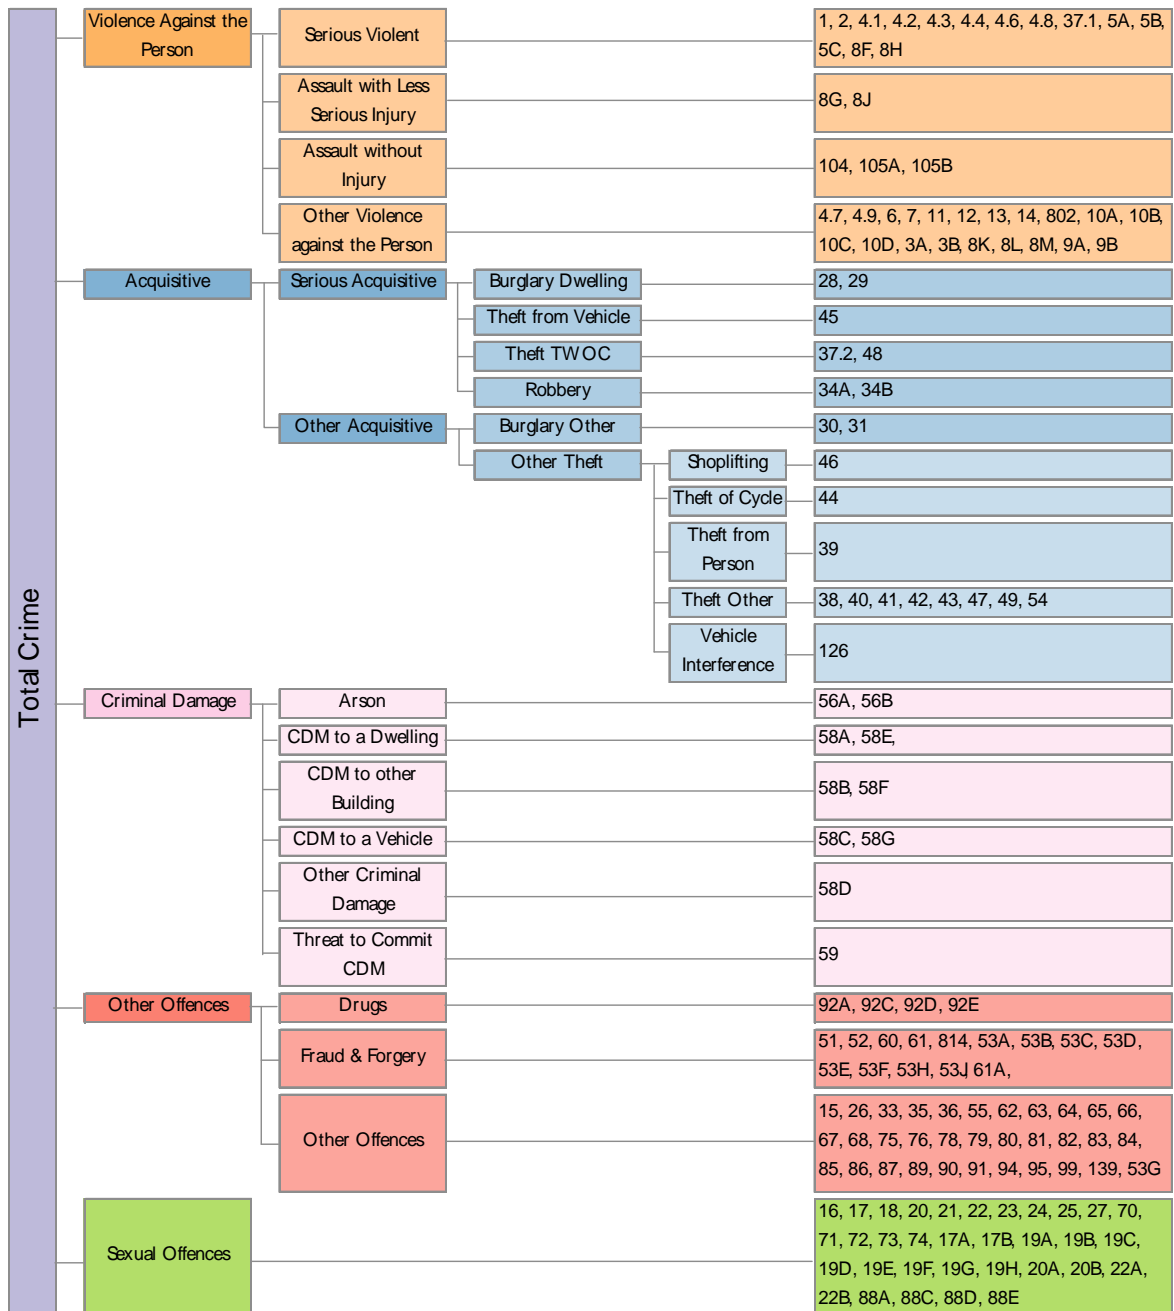 Total Crime
Violence Against the
Person
Serious Violent
1, 2, 4.1, 4.2, 4.3, 4.4, 4.6, 4.8, 37.1, 5A, 5B,
5C, 8F, 8H
Assault with Less
Serious Injury
8G, 8J
Assault without
Injury
104, 105A, 105B
Other Violence
against the Person
4.7, 4.9, 6, 7, 11, 12, 13, 14, 802, 10A, 10B,
10C, 10D, 3A, 3B, 8K, 8L, 8M, 9A, 9B
Acquisitive
Serious Acquisitive
Burglary Dwelling
28, 29
Theft from Vehicle
45
Theft TWOC
37.2, 48
Robbery
34A, 34B
Other Acquisitive
Burglary Other
30, 31
Other Theft
Shoplifting
46
Theft of Cycle
44
Theft from
Person
39
Theft Other
38, 40, 41, 42, 43, 47, 49, 54
Vehicle
Interference
126
Criminal Damage
Arson
56A, 56B
CDM to a Dwelling
58A, 58E,
CDM to other
Building
58B, 58F
CDM to a Vehicle
58C, 58G
Other Criminal
Damage
58D
Threat to Commit
CDM
59
Other Offences
Drugs
92A, 92C, 92D, 92E
Fraud & Forgery
51, 52, 60, 61, 814, 53A, 53B, 53C, 53D,
53E, 53F, 53H, 53J, 61A,
Other Offences
15, 26, 33, 35, 36, 55, 62, 63, 64, 65, 66,
67, 68, 75, 76, 78, 79, 80, 81, 82, 83, 84,
85, 86, 87, 89, 90, 91, 94, 95, 99, 139, 53G
Sexual Offences
16, 17, 18, 20, 21, 22, 23, 24, 25, 27, 70,
71, 72, 73, 74, 17A, 17B, 19A, 19B, 19C,
19D, 19E, 19F, 19G, 19H, 20A, 20B, 22A,
22B, 88A, 88C, 88D, 88E